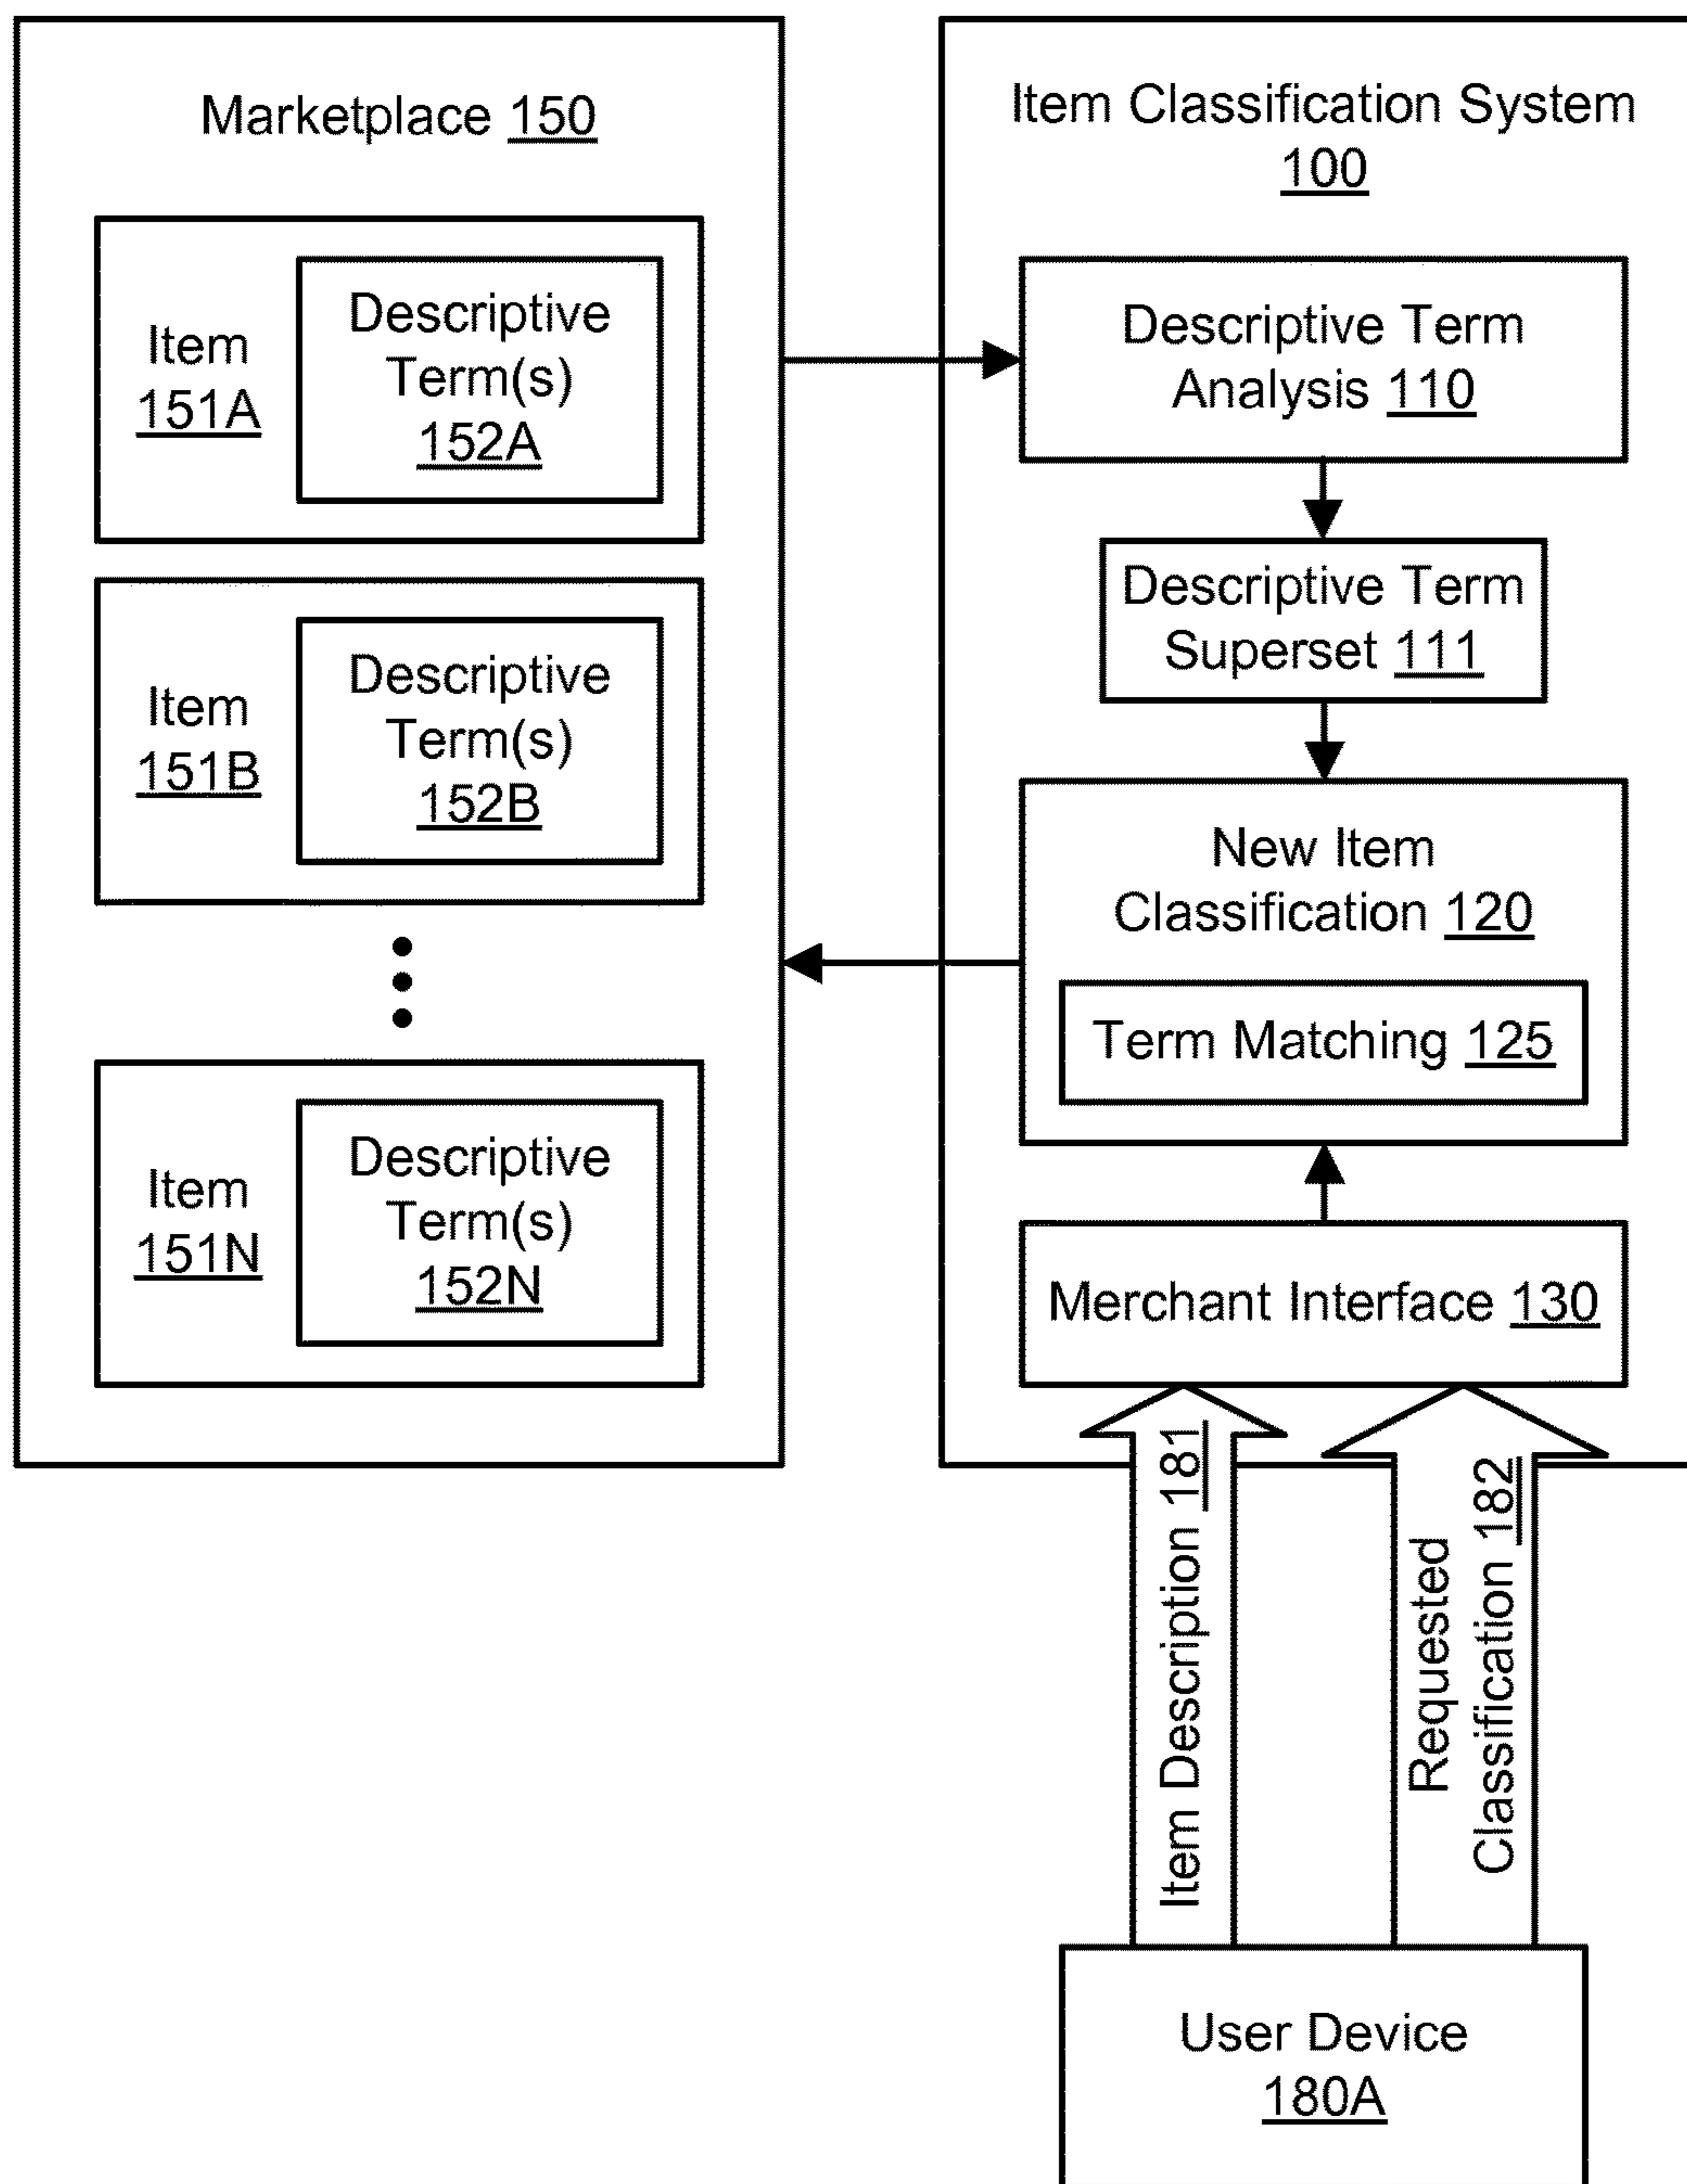 Marketplace 150
Item
151A
Descriptive
Term(s)
152A
Item
151B
Descriptive
Term(s)
152B
Item
151N
Descriptive
Term(s)
152N
Item Classification System
100
Descriptive Term
Analysis 110
Descriptive Term
Superset 111
New Item
Classification 120
Term Matching 125
Merchant Interface 130
Item Description 181
Requested
Classification 182
User Device
180A